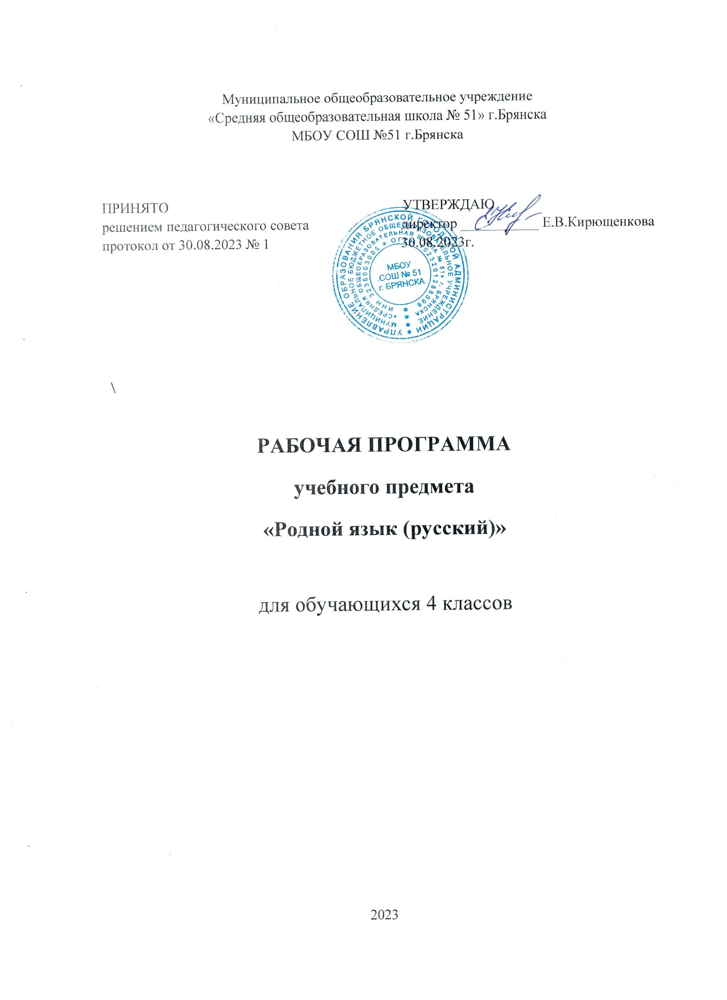 Муниципальное общеобразовательное учреждение
«Средняя общеобразовательная школа № 51» г.Брянска
МБОУ СОШ №51 г.Брянска
ПРИНЯТО
решением педагогического совета
протокол от 30.08.2023 № 1
УТВЕРЖДАЮ
директор ____________ Е.В.Кирющенкова
30.08.2023г.
УПРАВЛЕНИЕ ОБРАЗОВАНИЯ БРЯНСКОЙ ГОРОДСКОЙ АДМИНИСТРАЦИИ
МУНИЦИПАЛЬНОЕ БЮДЖЕТНОЕ ОБЩЕОБРАЗОВАТЕЛЬНОЕ УЧРЕЖДЕНИЕ
«СРЕДНЯЯ ОБЩЕОБРАЗОВАТЕЛЬНАЯ ШКОЛА № 51» г. БРЯНСКА
ИНН 3235003005 * ОГРН 1023201288098
МБОУ
СОШ № 51
г. БРЯНСКА
\
РАБОЧАЯ ПРОГРАММА
учебного предмета
«Родной язык (русский)»
для обучающихся 4 классов
2023